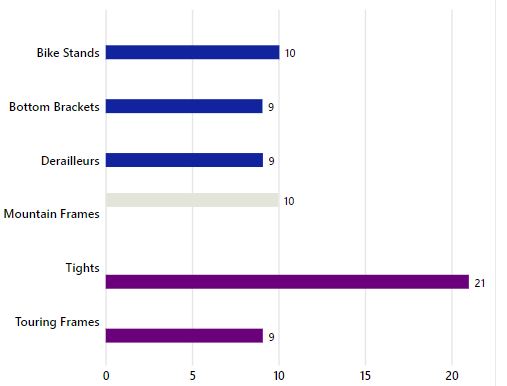 Bike Stands 10
Bottom Brackets 9
Derailleurs 9
10
Mountain Frames
Tights
21
Touring Frames
9
0 5 10 15 20